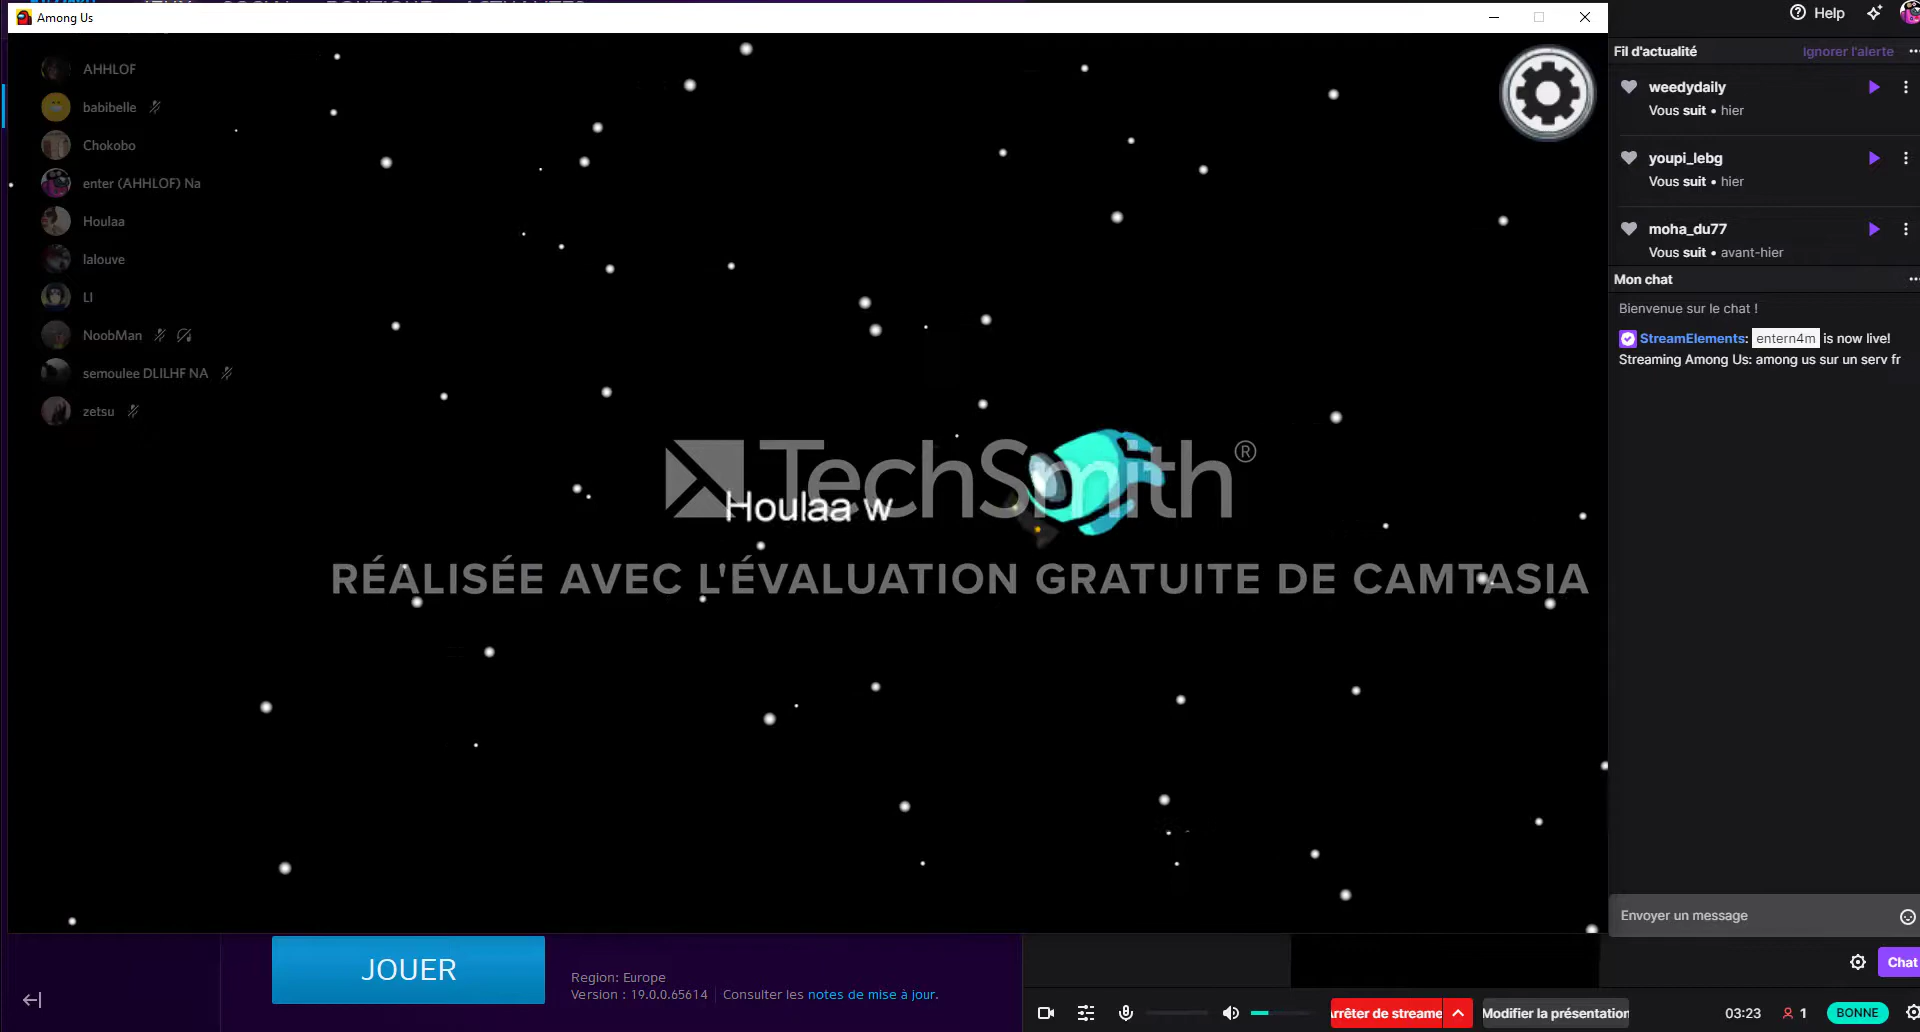 Among Us
Help
AHHLOF
babibelle
Chokobo
enter (AHHLOF) Na
Houlaa
lalouve
LI
NoobMan
semoulee DLILHF NA
zetsu
TechSmith®
Houlaa w
RÉALISÉE AVEC L'ÉVALUATION GRATUITE DE CAMTASIA
Fil d'actualité
Ignorer l'alerte
weedydaily
Vous suit • hier
youpi_lebg
Vous suit • hier
moha_du77
Vous suit • avant-hier
Mon chat
Bienvenue sur le chat !
StreamElements: entern4m is now live!
Streaming Among Us: among us sur un serv fr
Envoyer un message
Chat
JOUER
Region: Europe
Version : 19.0.0.65614
Consulter les notes de mise à jour.
rrêter de streame
Modifier la présentation
03:23
1
BONNE